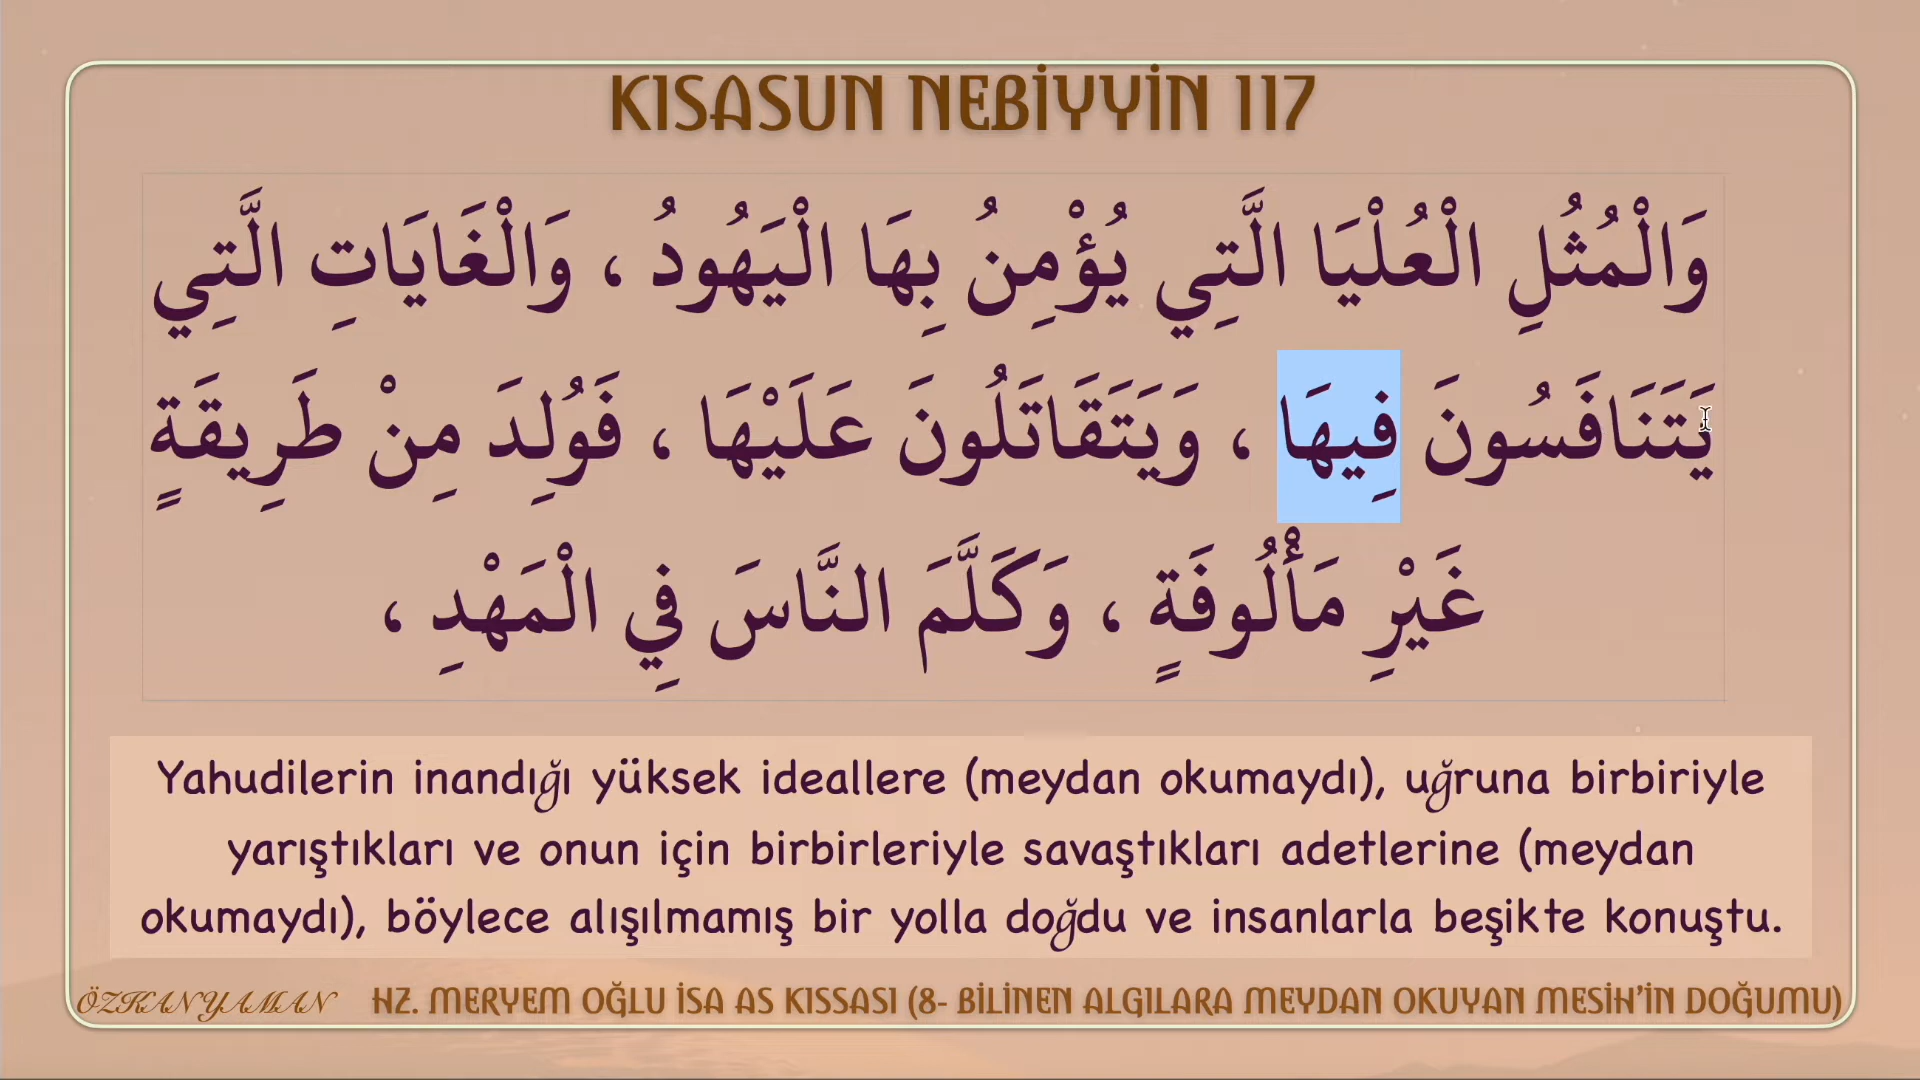 KISASUN NEBİYYİN 117
وَالْمُثُلِ الْعُلْيَا الَّتِي يُؤْمِنُ بِهَا الْيَهُودُ ، وَالْغَايَاتِ الَّتِي
يَتَنَافَسُونَ فِيهَا ، وَيَتَقَاتَلُونَ عَلَيْهَا ، فَوُلِدَ مِنْ طَرِيقَةٍ
غَيْرِ مَأْلُوفَةٍ ، وَكَلَّمَ النَّاسَ فِي الْمَهْدِ ،
Yahudilerin inandığı yüksek ideallere (meydan okumaydı), uğruna birbiriyle
yarıştıkları ve onun için birbirleriyle savaştıkları adetlerine (meydan
okumaydı), böylece alışılmamış bir yolla doğdu ve insanlarla beşikte konuştu.
ÖZKAN YAMAN HZ. MERYEM OĞLU İSA AS KISSASI (8- BİLİNEN ALGILARA MEYDAN OKUYAN MESİH'İN DOĞUMU)